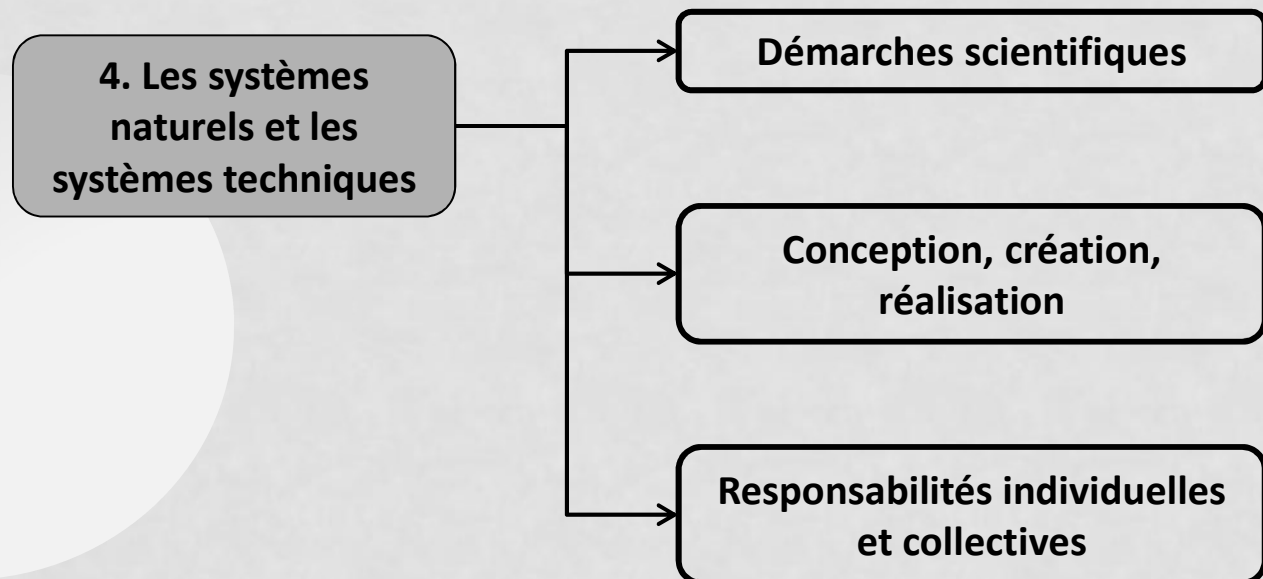 4. Les systèmes
naturels et les
systèmes techniques
Démarches scientifiques
Conception, création,
réalisation
Responsabilités individuelles
et collectives